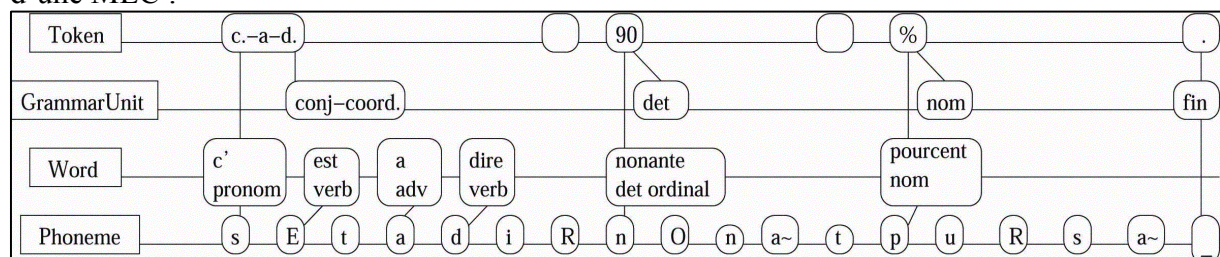 d'une MLC :
Token c.–a–d. 90 % .
GrammarUnit conj–coord. det nom fin
Word c' pronom est verb a adv dire verb nonante det ordinal pourcent nom
Phoneme s E t a d i R n O n a~ t p u R s a~ _